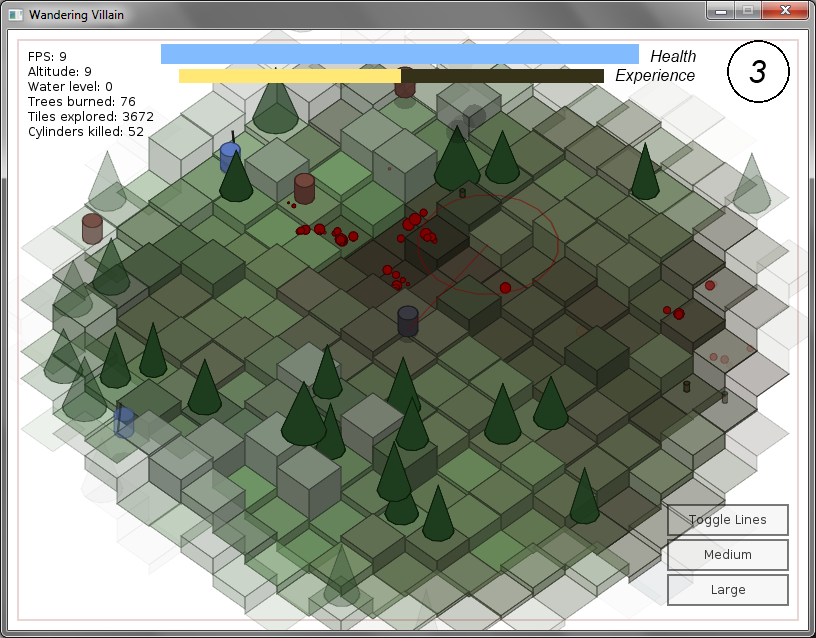 Wandering Villain
FPS: 9
Altitude: 9
Water level: 0
Trees burned: 76
Tiles explored: 3672
Cylinders killed: 52
Health
Experience
3
Toggle Lines
Medium
Large